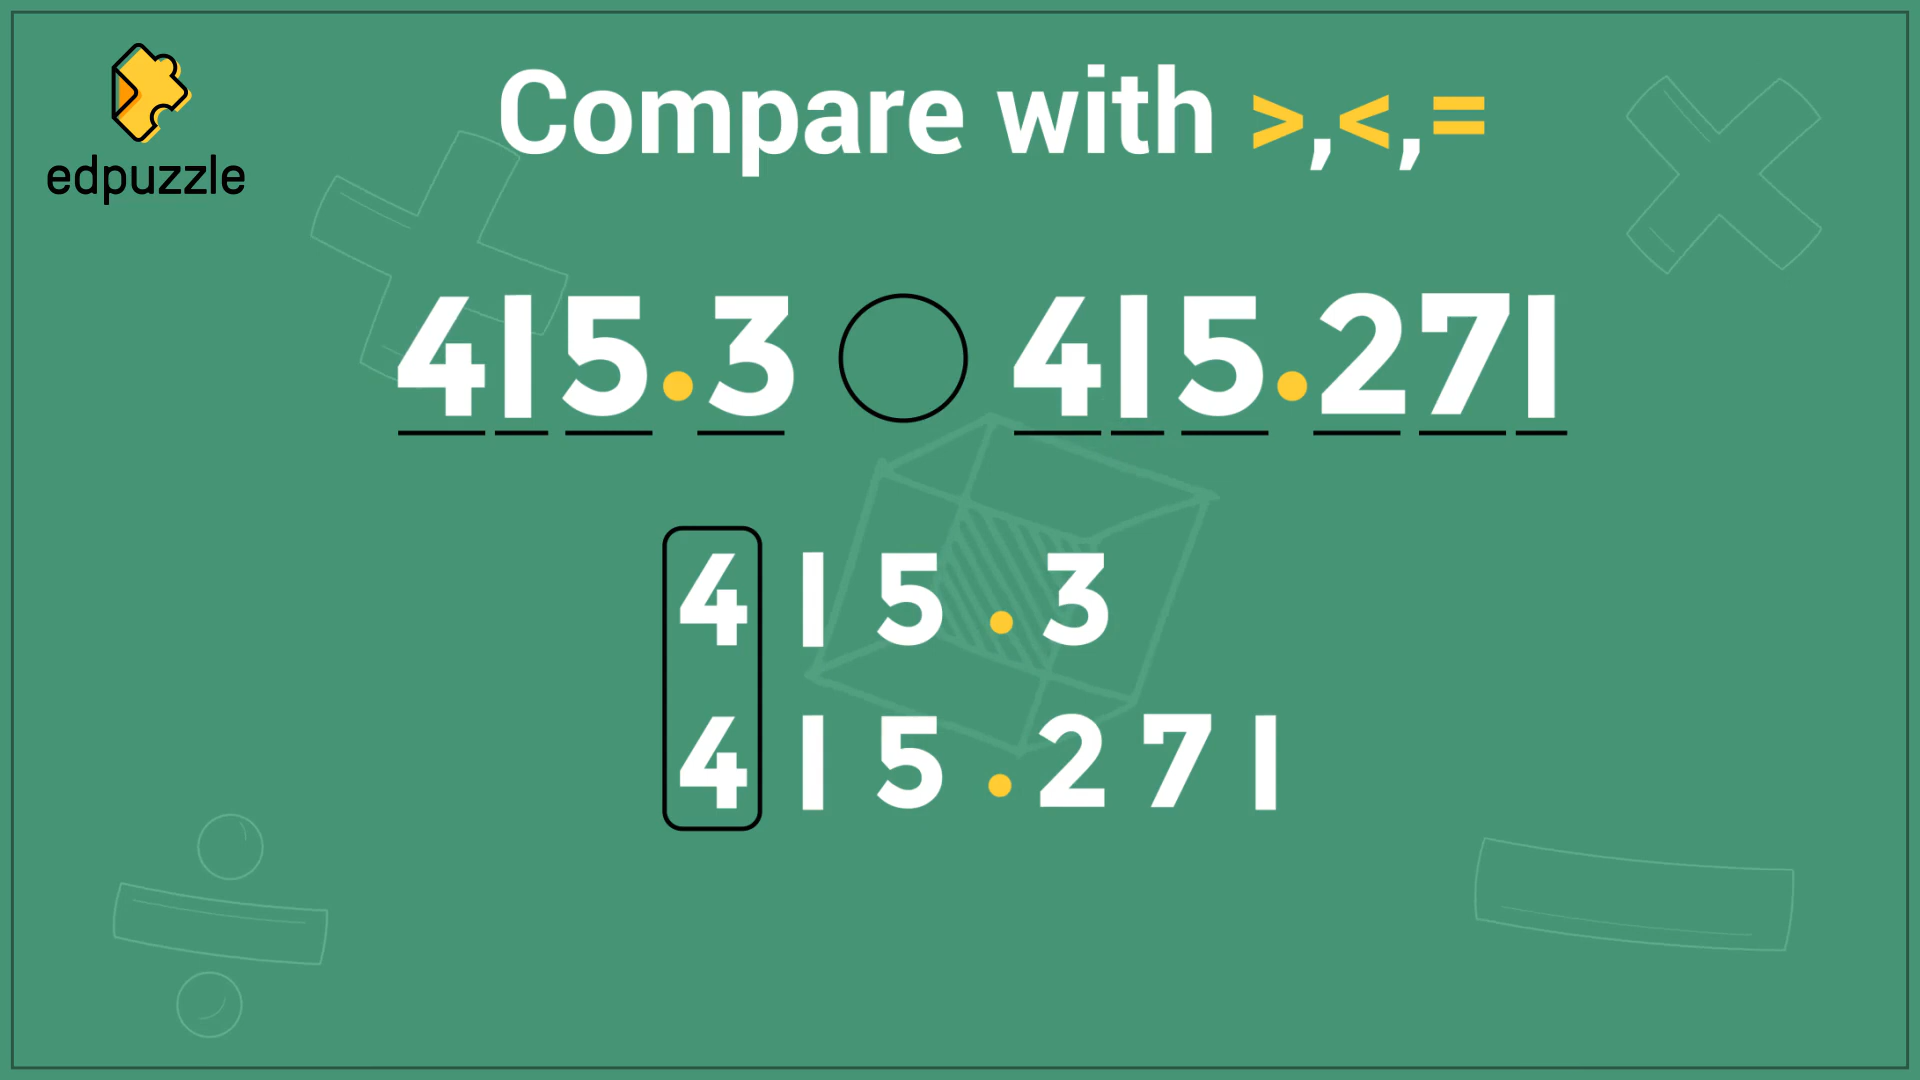 edpuzzle
Compare with >,<,=
415.3 415.271
415.3
415.271